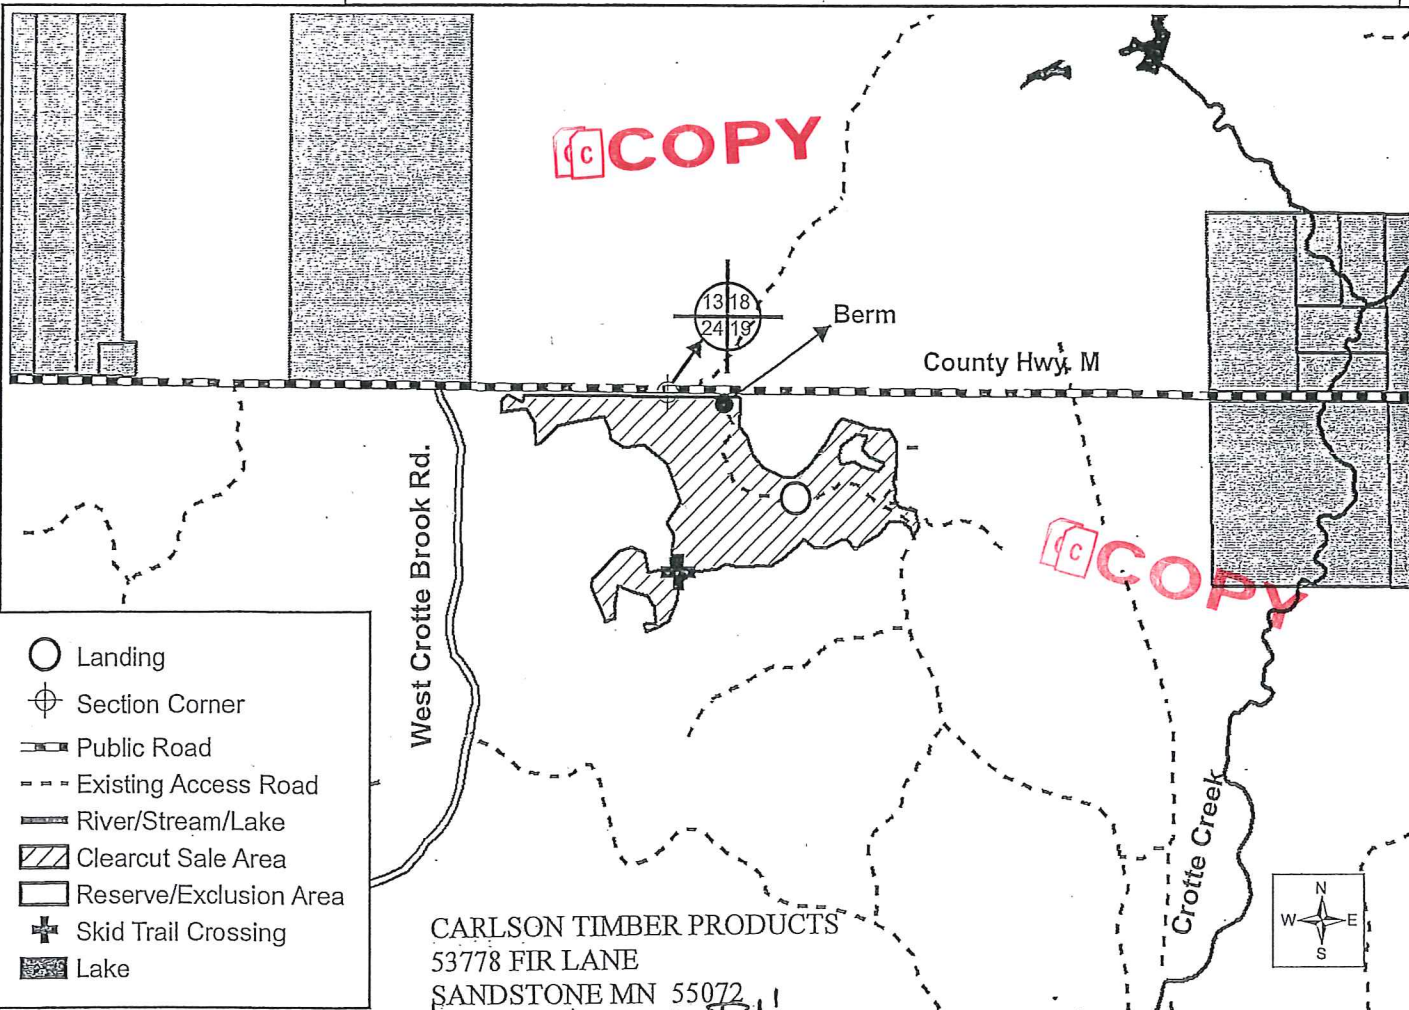 C COPY
13 18
24 19
Berm
County Hwy. M
West Crotte Brook Rd.
C COPY
Landing
Section Corner
Public Road
Existing Access Road
River/Stream/Lake
Clearcut Sale Area
Reserve/Exclusion Area
Skid Trail Crossing
Lake
Crotte Creek
N
W E
S
CARLSON TIMBER PRODUCTS
53778 FIR LANE
SANDSTONE MN 55072